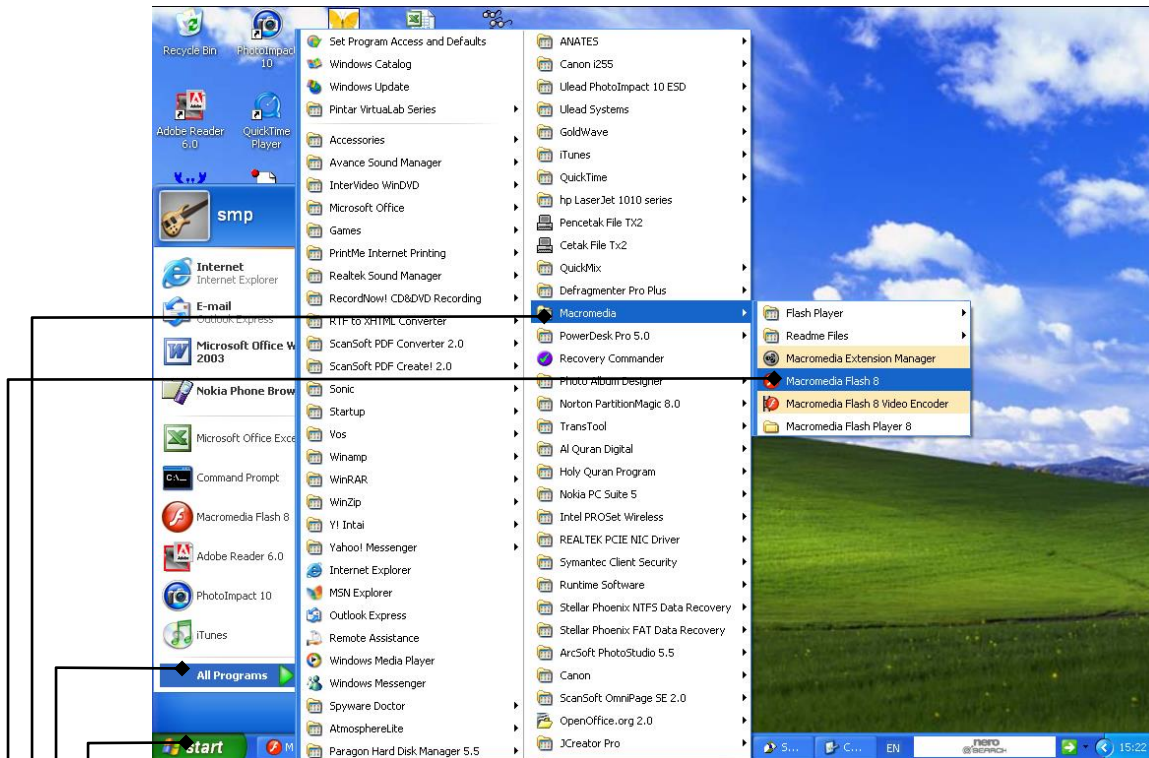 Recycle Bin
PhotoImpact
10
Adobe Reader
6.0
QuickTime
Player
smp
Internet
Internet Explorer
E-mail
Outlook Express
Microsoft Office W
2003
Nokia Phone Brow
Microsoft Office Exce
Command Prompt
Macromedia Flash 8
Adobe Reader 6.0
PhotoImpact 10
iTunes
All Programs
start
M
Set Program Access and Defaults
Windows Catalog
Windows Update
Pintar VirtuaLab Series
Accessories
Avance Sound Manager
InterVideo WinDVD
Microsoft Office
Games
PrintMe Internet Printing
Realtek Sound Manager
RecordNow! CD&DVD Recording
RTF to XHTML Converter
ScanSoft PDF Converter 2.0
ScanSoft PDF Create! 2.0
Sonic
Startup
Vos
Winamp
WinRAR
WinZip
Y! Intai
Yahoo! Messenger
Internet Explorer
MSN Explorer
Outlook Express
Remote Assistance
Windows Media Player
Windows Messenger
Spyware Doctor
AtmosphereLite
Paragon Hard Disk Manager 5.5
ANATES
Canon i255
Ulead PhotoImpact 10 ESD
Ulead Systems
GoldWave
iTunes
QuickTime
hp LaserJet 1010 series
Pencetak File TX2
Cetak File Tx2
QuickMix
Defragmenter Pro Plus
Macromedia
PowerDesk Pro 5.0
Recovery Commander
Photo Album Designer
Norton PartitionMagic 8.0
TransTool
Al Quran Digital
Holy Quran Program
Nokia PC Suite 5
Intel PROSet Wireless
REALTEK PCIE NIC Driver
Symantec Client Security
Runtime Software
Stellar Phoenix NTFS Data Recovery
Stellar Phoenix FAT Data Recovery
ArcSoft PhotoStudio 5.5
Canon
ScanSoft OmniPage SE 2.0
OpenOffice.org 2.0
JCreator Pro
Flash Player
Readme Files
Macromedia Extension Manager
Macromedia Flash 8
Macromedia Flash 8 Video Encoder
Macromedia Flash Player 8
S...
C...
EN
nero
SEARCH
15:22